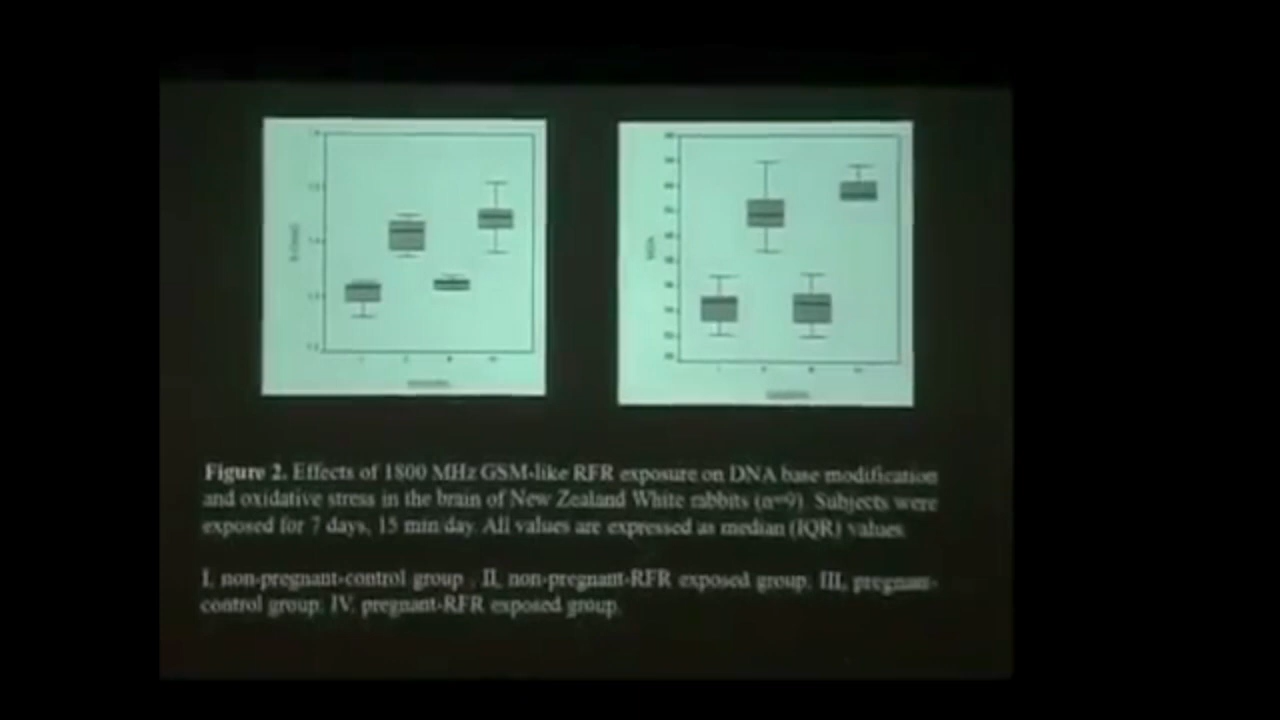 MDA
Figure 2. Effects of 1800 MHz GSM-like RFR exposure on DNA base modification
and oxidative stress in the brain of New Zealand White rabbits (n=9). Subjects were
exposed for 7 days, 15 min/day. All values are expressed as median (IQR) values.
I, non-pregnant-control group; II, non-pregnant-RFR exposed group; III, pregnant-
control group; IV, pregnant-RFR exposed group.